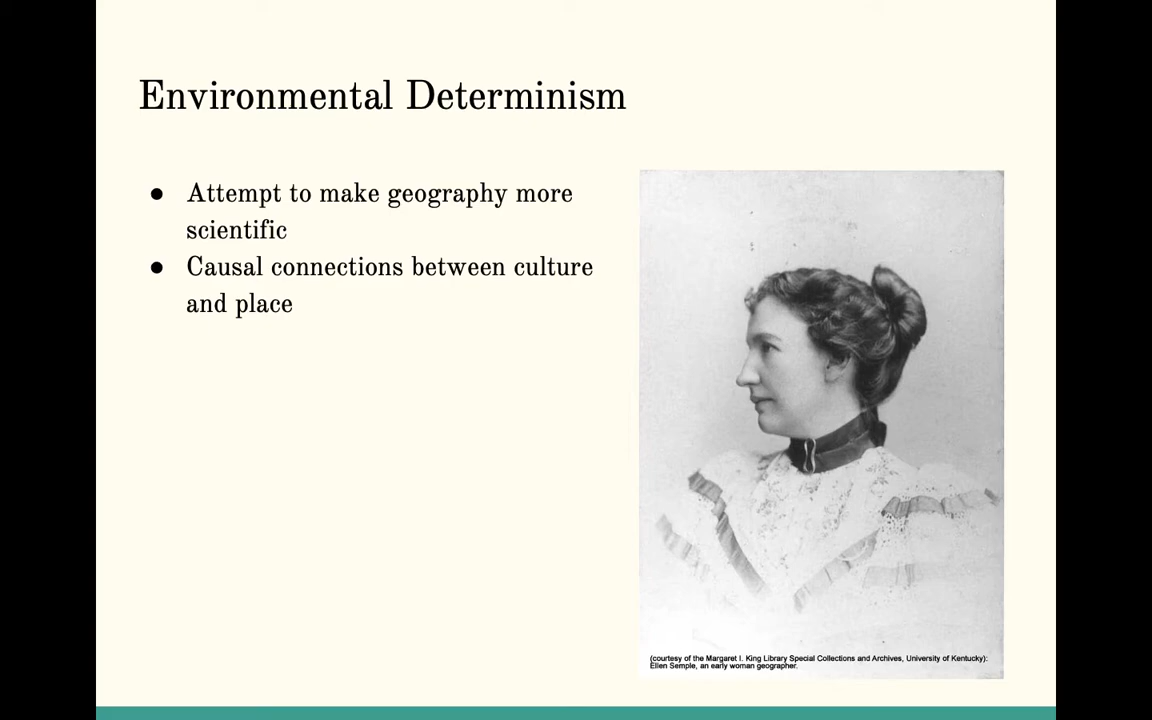 Environmental Determinism
● Attempt to make geography more
scientific
● Causal connections between culture
and place
(courtesy of the Margaret I. King Library Special Collections and Archives, University of Kentucky):
Ellen Semple, an early woman geographer.